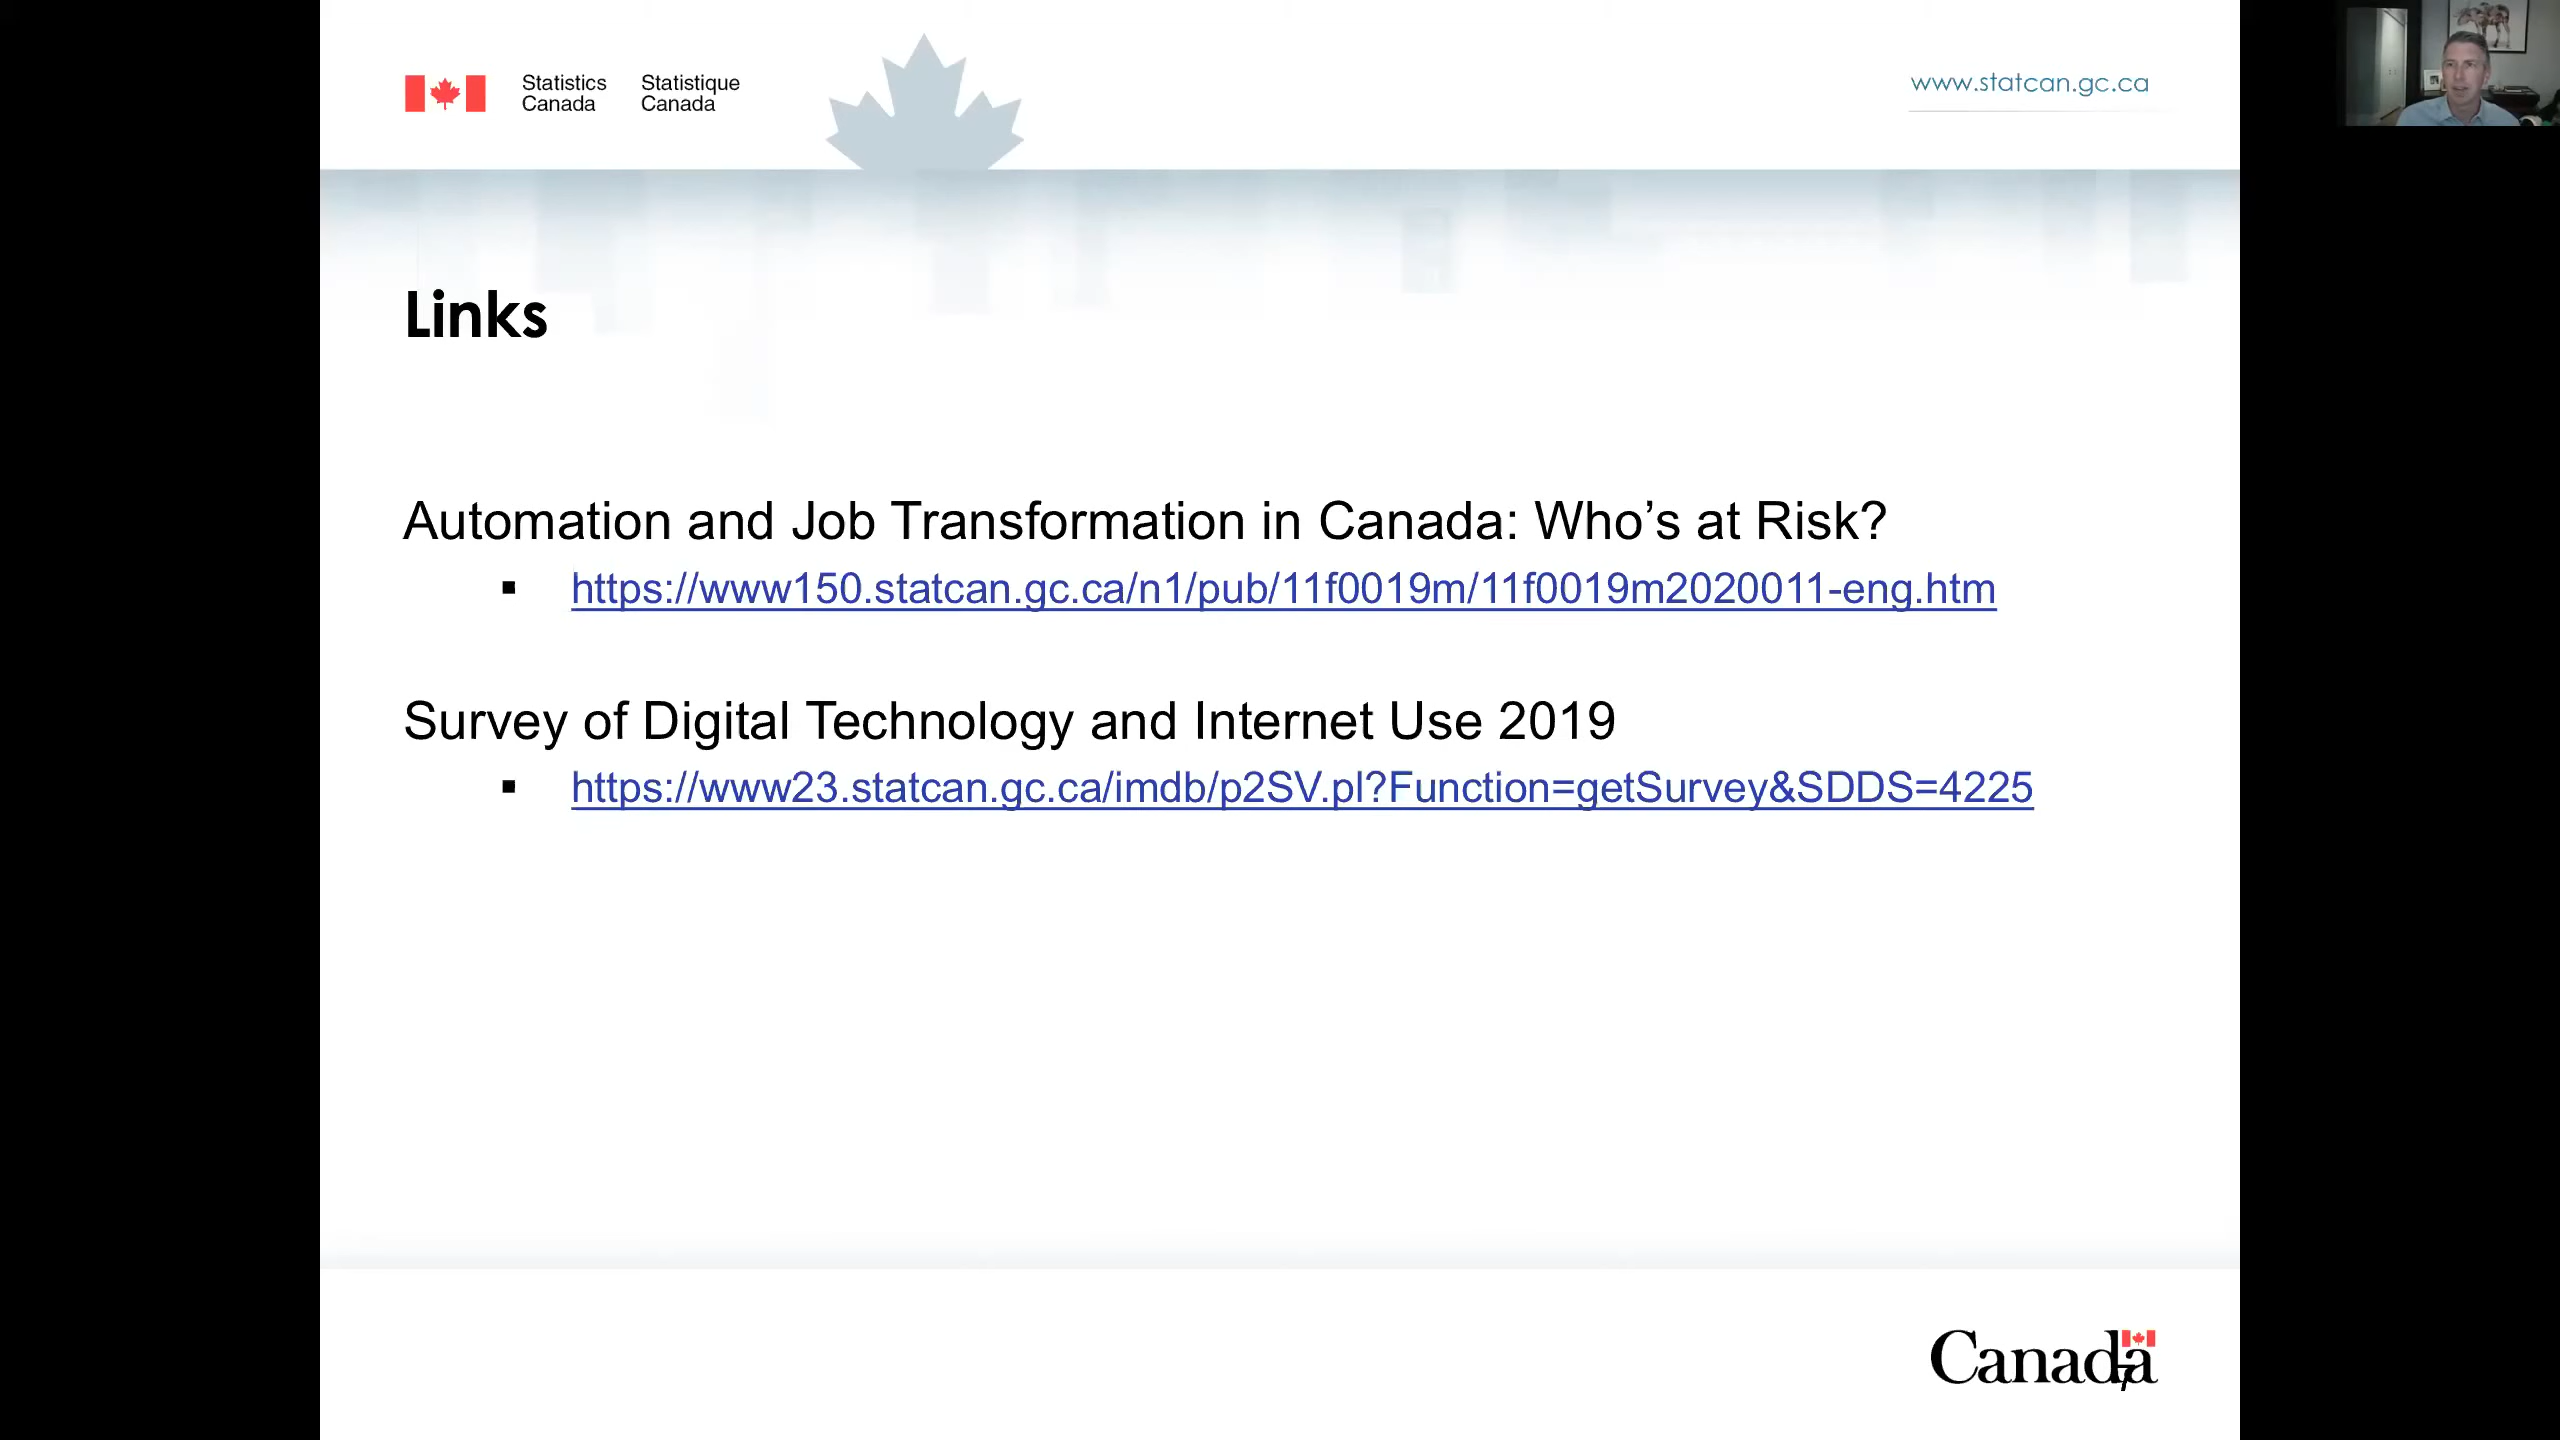 Statistics Canada
Statistique Canada
www.statcan.gc.ca
Links
Automation and Job Transformation in Canada: Who’s at Risk?
▪ https://www150.statcan.gc.ca/n1/pub/11f0019m/11f0019m2020011-eng.htm
Survey of Digital Technology and Internet Use 2019
▪ https://www23.statcan.gc.ca/imdb/p2SV.pl?Function=getSurvey&SDDS=4225
Canada
7